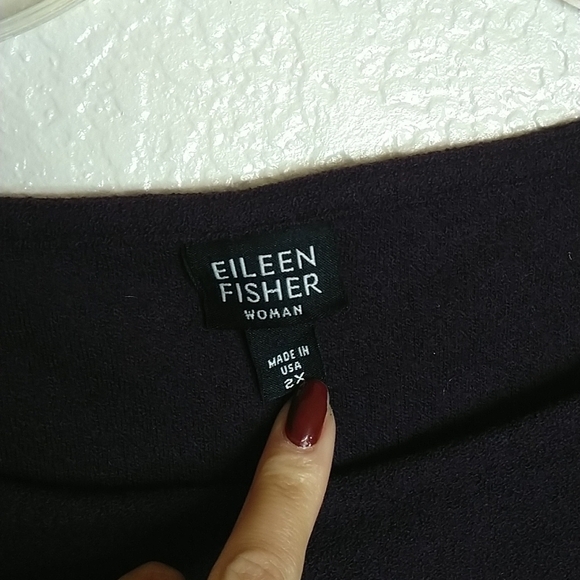 EILEEN
FISHER
WOMAN
MADE IN
USA
2X